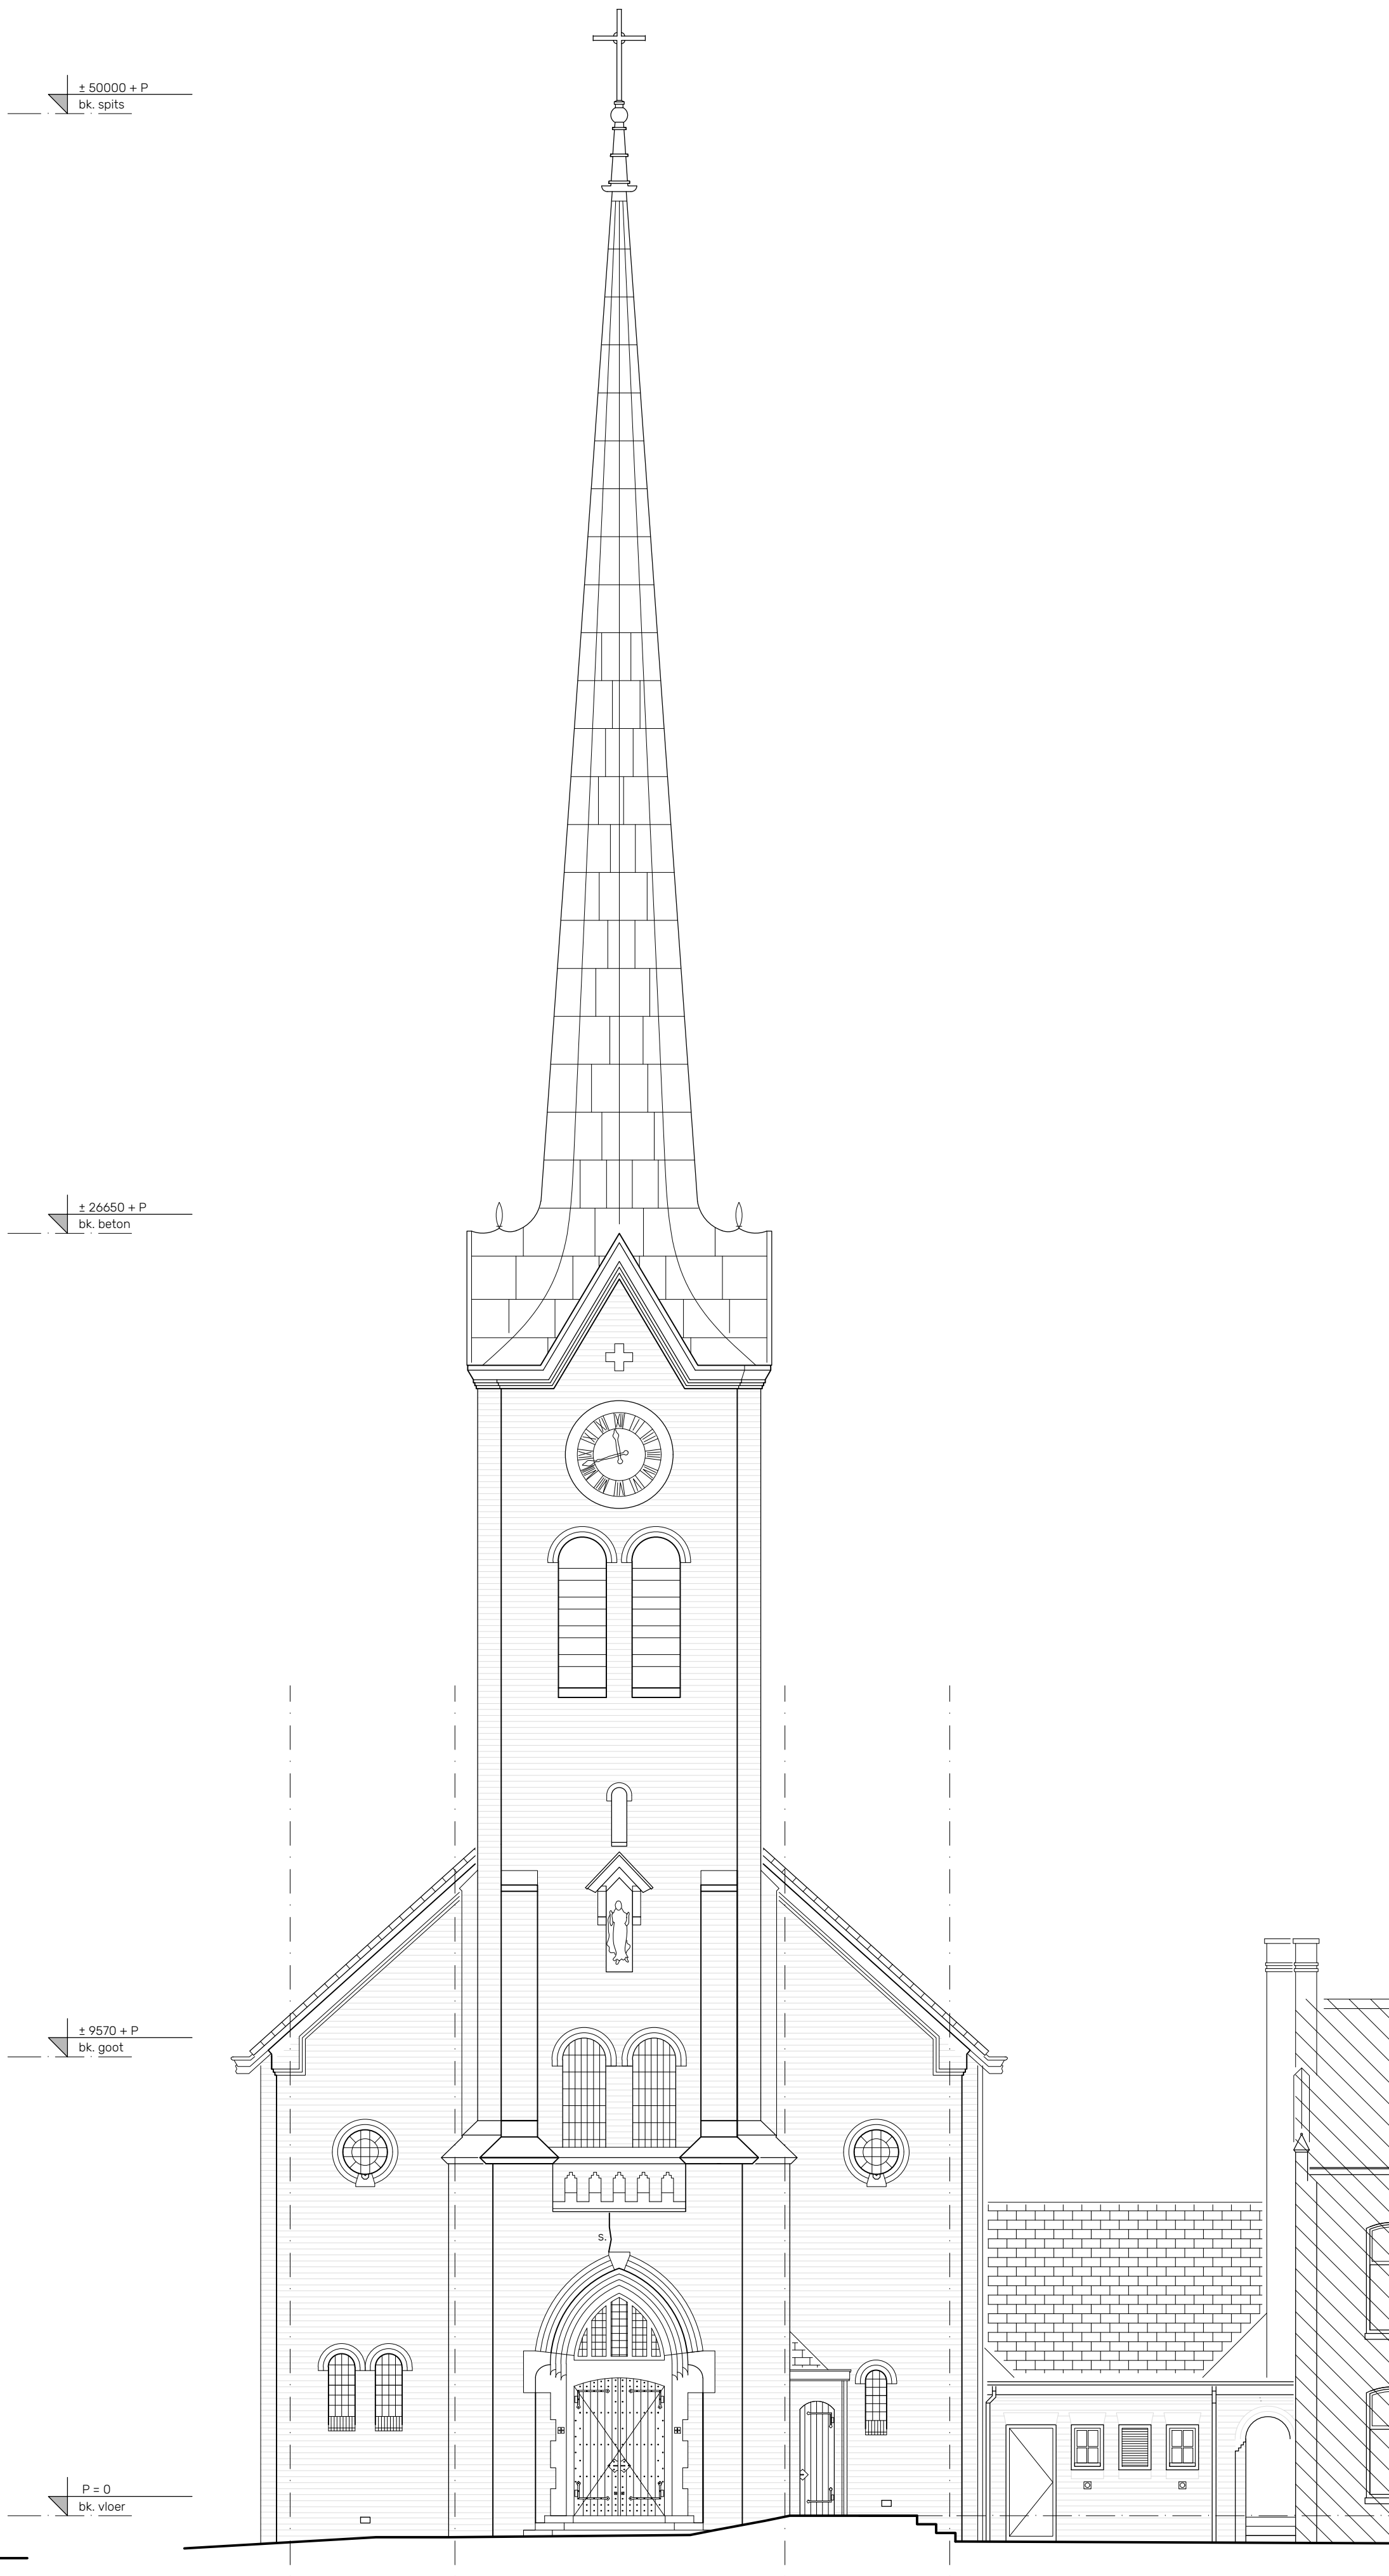 ± 50000 + P
bk. spits
± 26650 + P
bk. beton
± 9570 + P
bk. goot
s.
P = 0
bk. vloer